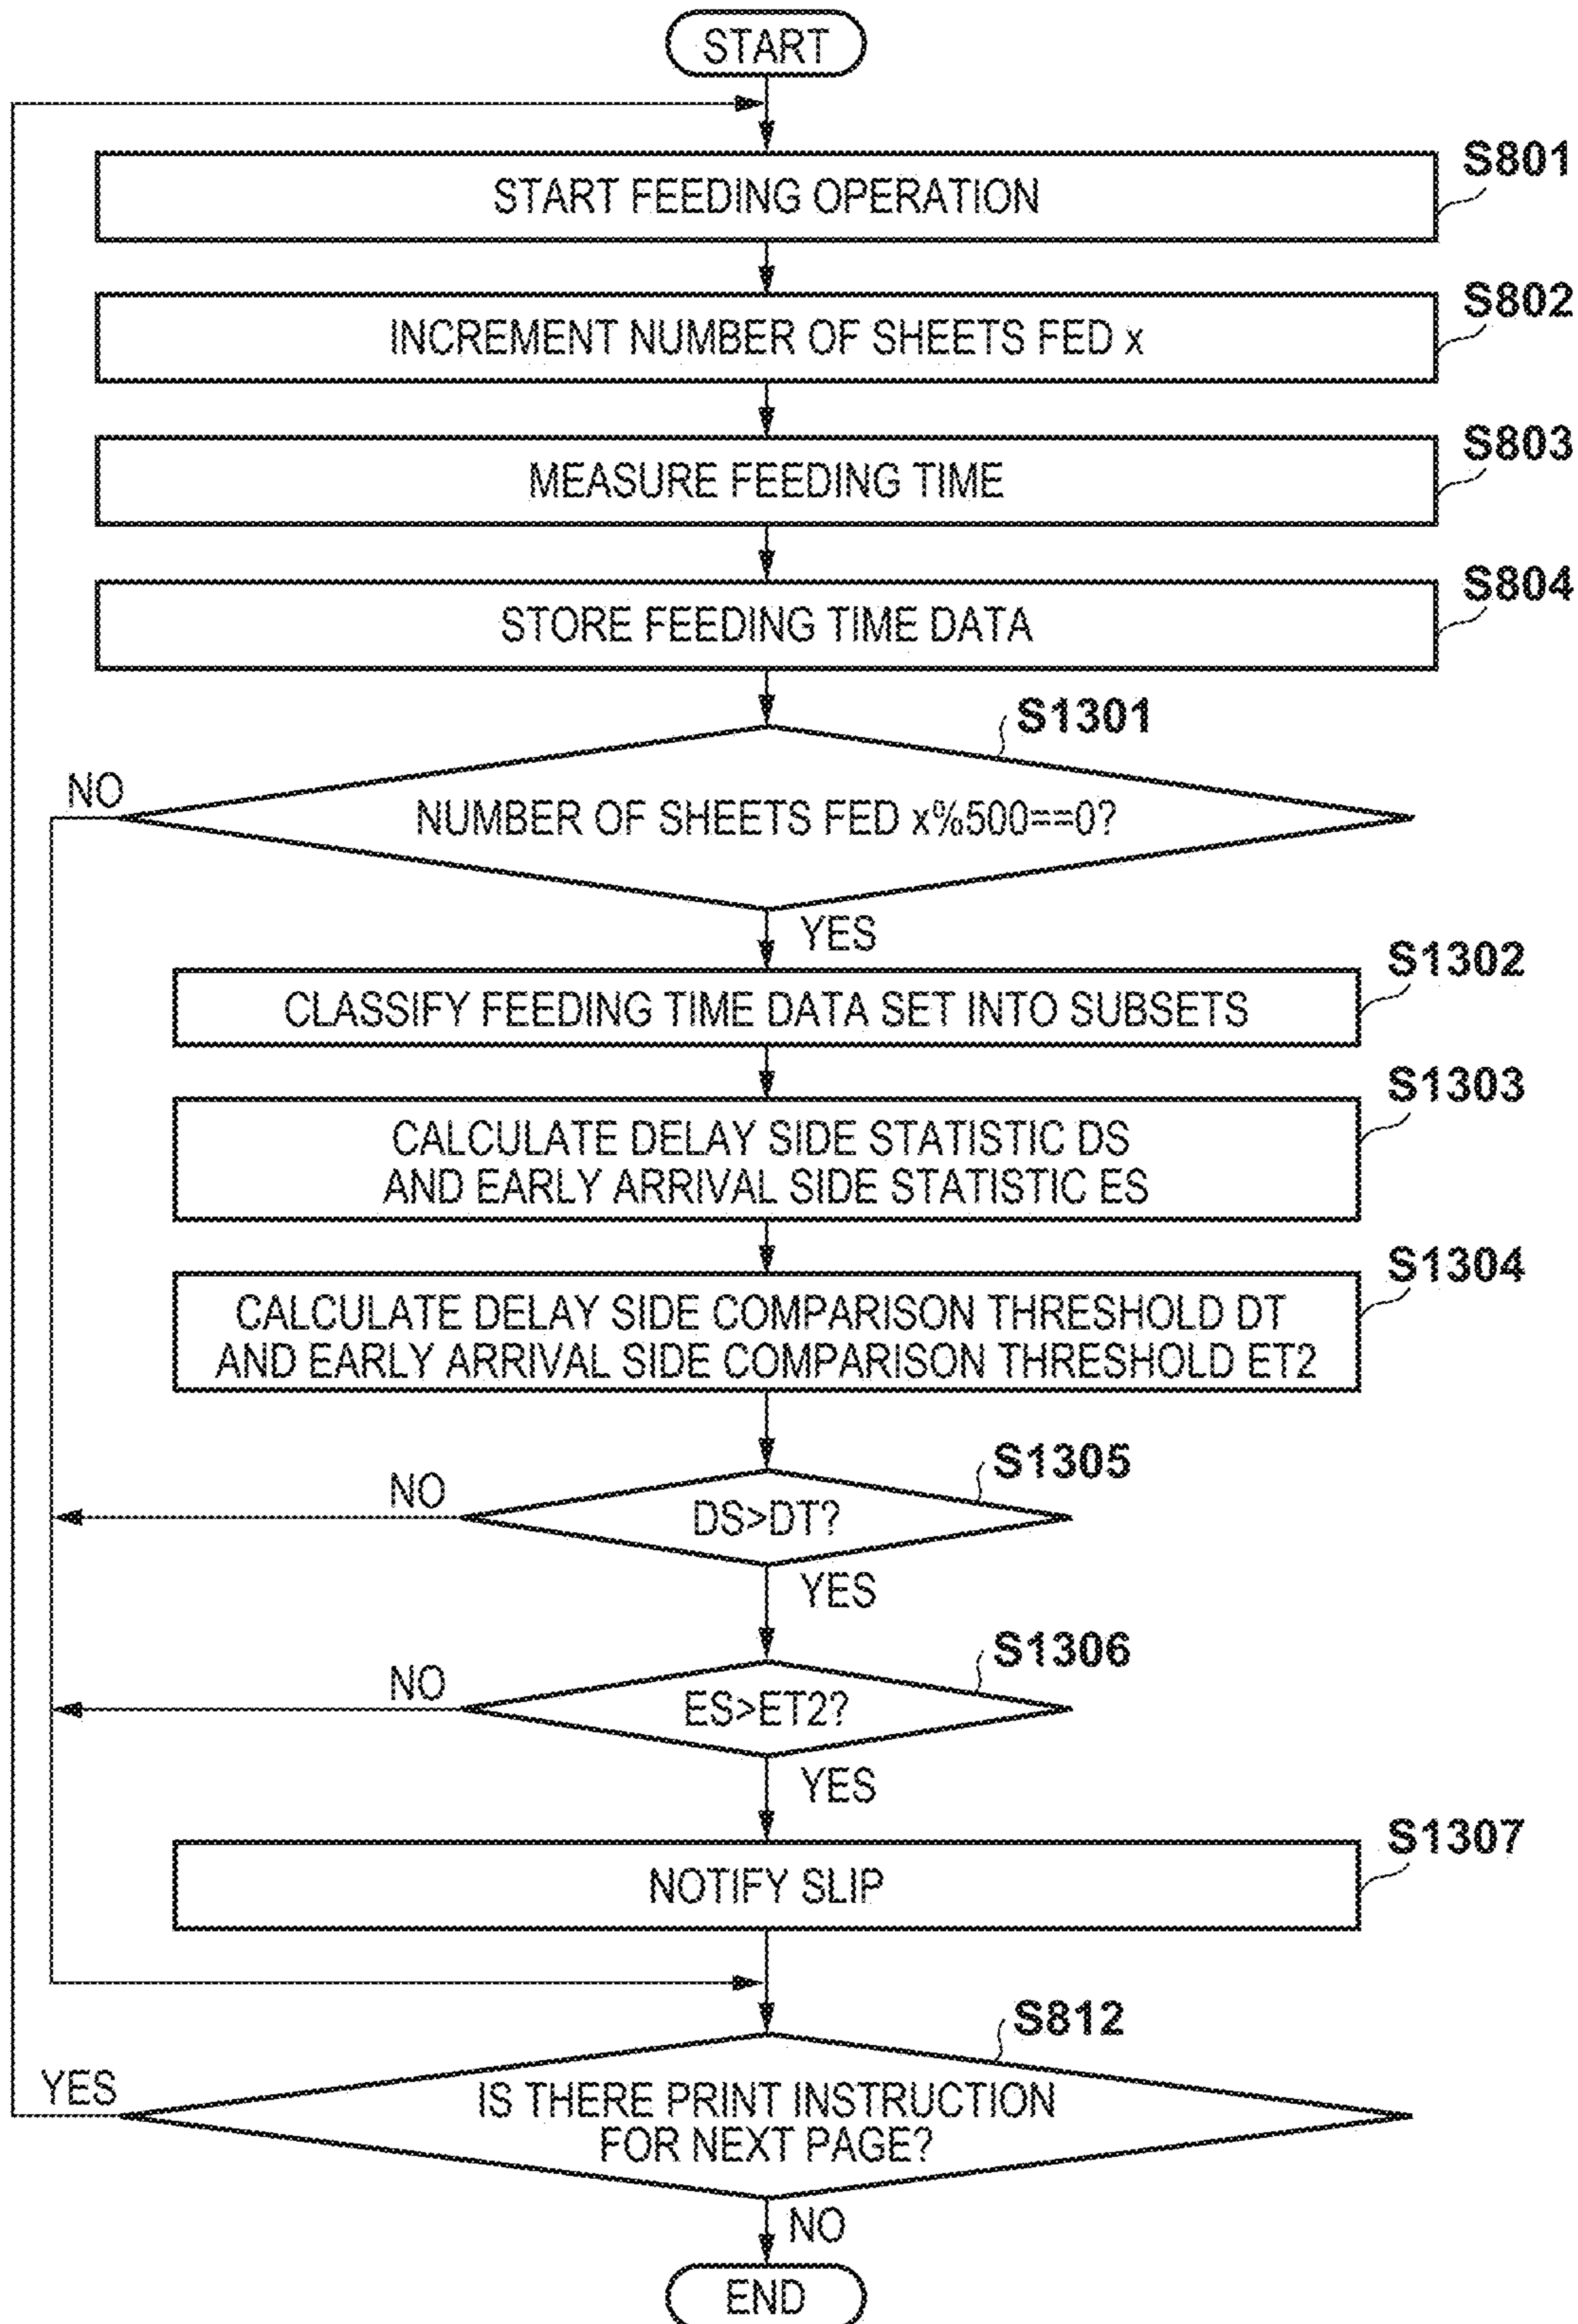 START
START FEEDING OPERATION
S801
INCREMENT NUMBER OF SHEETS FED x
S802
MEASURE FEEDING TIME
S803
STORE FEEDING TIME DATA
S804
S1301
NO
NUMBER OF SHEETS FED x%500==0?
YES
S1302
CLASSIFY FEEDING TIME DATA SET INTO SUBSETS
S1303
CALCULATE DELAY SIDE STATISTIC DS
AND EARLY ARRIVAL SIDE STATISTIC ES
S1304
CALCULATE DELAY SIDE COMPARISON THRESHOLD DT
AND EARLY ARRIVAL SIDE COMPARISON THRESHOLD ET2
S1305
NO
DS>DT?
YES
S1306
NO
ES>ET2?
YES
S1307
NOTIFY SLIP
S812
YES
IS THERE PRINT INSTRUCTION
FOR NEXT PAGE?
NO
END